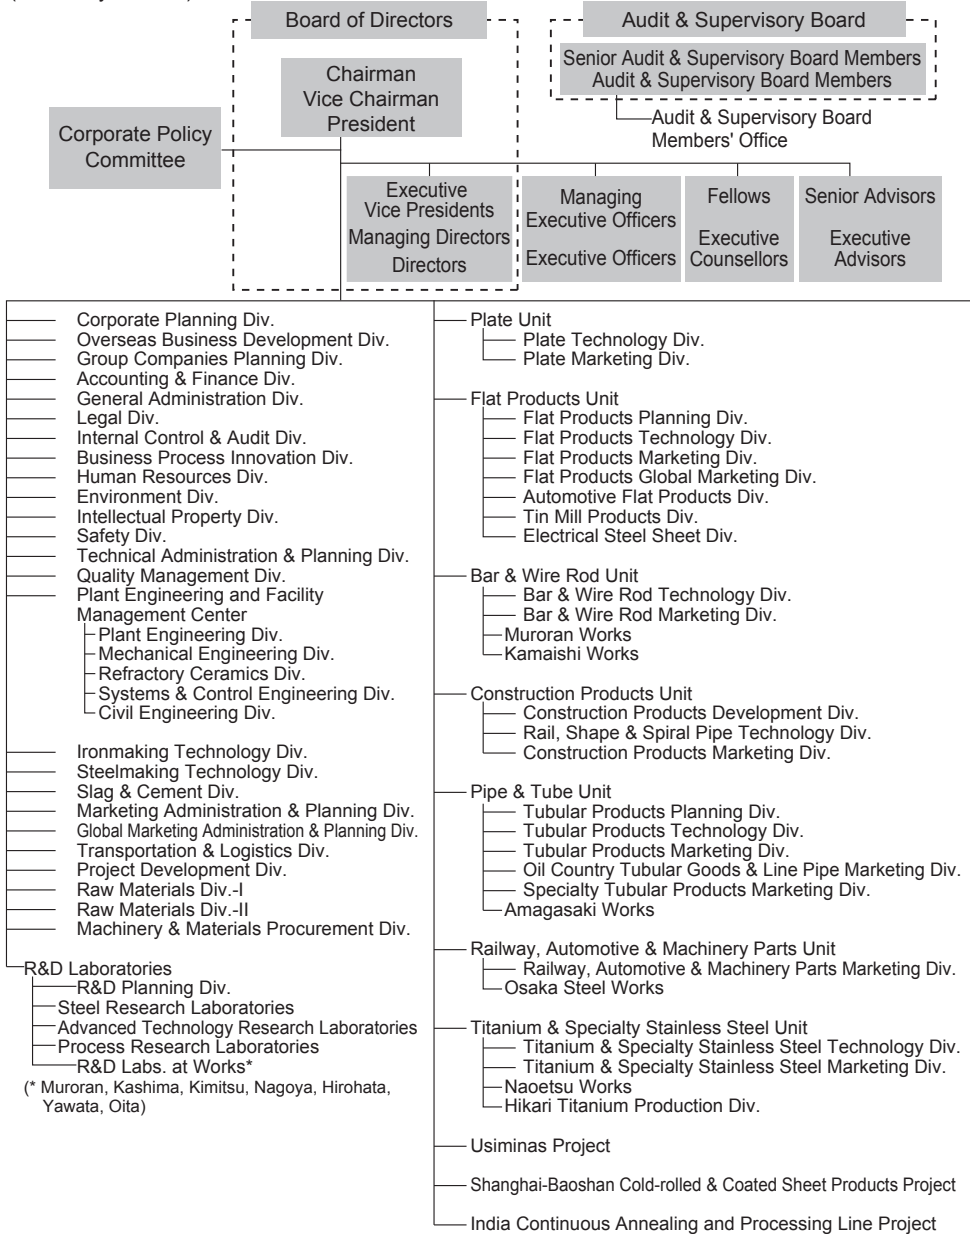 Board of Directors
Audit & Supervisory Board
Senior Audit & Supervisory Board Members
Audit & Supervisory Board Members
Audit & Supervisory Board
Members' Office
Chairman
Vice Chairman
President
Corporate Policy
Committee
Executive
Vice Presidents
Managing Directors
Directors
Managing
Executive Officers
Executive Officers
Fellows
Executive
Counsellors
Senior Advisors
Executive
Advisors
Corporate Planning Div.
Overseas Business Development Div.
Group Companies Planning Div.
Accounting & Finance Div.
General Administration Div.
Legal Div.
Internal Control & Audit Div.
Business Process Innovation Div.
Human Resources Div.
Environment Div.
Intellectual Property Div.
Safety Div.
Technical Administration & Planning Div.
Quality Management Div.
Plant Engineering and Facility
Management Center
Plant Engineering Div.
Mechanical Engineering Div.
Refractory Ceramics Div.
Systems & Control Engineering Div.
Civil Engineering Div.
Ironmaking Technology Div.
Steelmaking Technology Div.
Slag & Cement Div.
Marketing Administration & Planning Div.
Global Marketing Administration & Planning Div.
Transportation & Logistics Div.
Project Development Div.
Raw Materials Div.-I
Raw Materials Div.-II
Machinery & Materials Procurement Div.
R&D Laboratories
R&D Planning Div.
Steel Research Laboratories
Advanced Technology Research Laboratories
Process Research Laboratories
R&D Labs. at Works*
(* Muroran, Kashima, Kimitsu, Nagoya, Hirohata,
Yawata, Oita)
Plate Unit
Plate Technology Div.
Plate Marketing Div.
Flat Products Unit
Flat Products Planning Div.
Flat Products Technology Div.
Flat Products Marketing Div.
Flat Products Global Marketing Div.
Automotive Flat Products Div.
Tin Mill Products Div.
Electrical Steel Sheet Div.
Bar & Wire Rod Unit
Bar & Wire Rod Technology Div.
Bar & Wire Rod Marketing Div.
Muroran Works
Kamaishi Works
Construction Products Unit
Construction Products Development Div.
Rail, Shape & Spiral Pipe Technology Div.
Construction Products Marketing Div.
Pipe & Tube Unit
Tubular Products Planning Div.
Tubular Products Technology Div.
Tubular Products Marketing Div.
Oil Country Tubular Goods & Line Pipe Marketing Div.
Specialty Tubular Products Marketing Div.
Amagasaki Works
Railway, Automotive & Machinery Parts Unit
Railway, Automotive & Machinery Parts Marketing Div.
Osaka Steel Works
Titanium & Specialty Stainless Steel Unit
Titanium & Specialty Stainless Steel Technology Div.
Titanium & Specialty Stainless Steel Marketing Div.
Naoetsu Works
Hikari Titanium Production Div.
Usiminas Project
Shanghai-Baoshan Cold-rolled & Coated Sheet Products Project
India Continuous Annealing and Processing Line Project